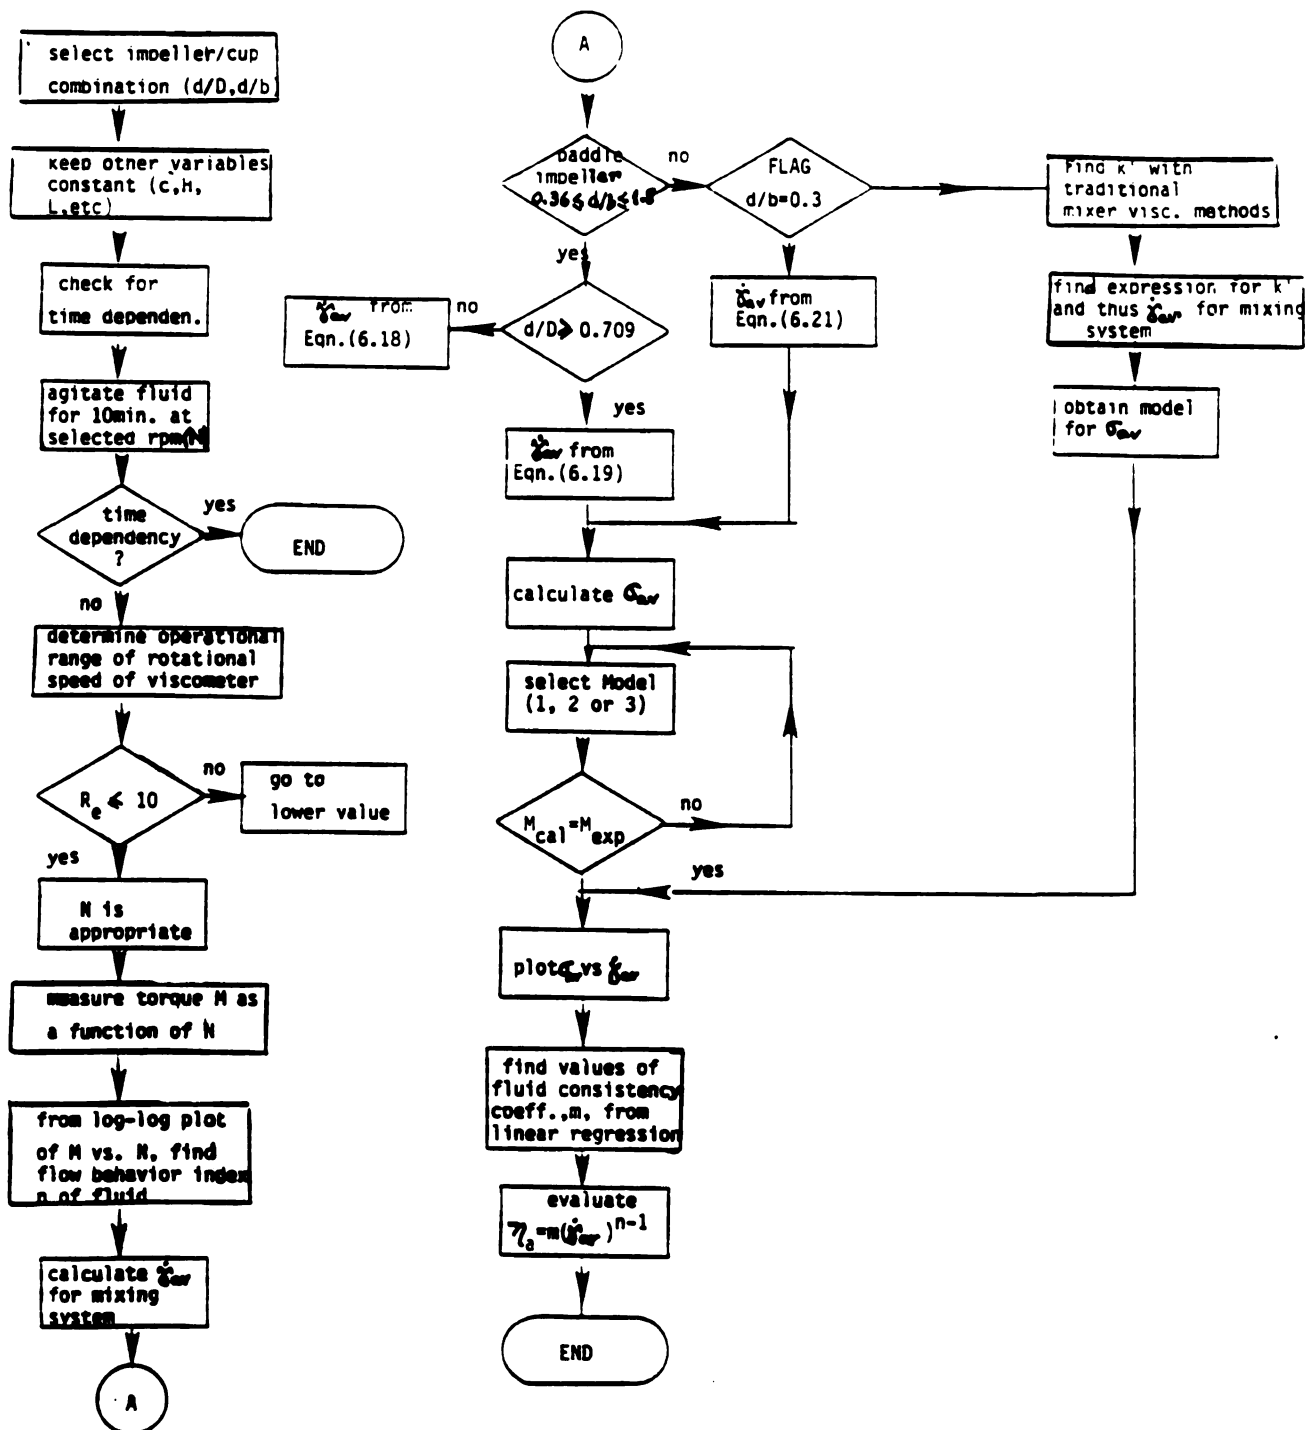 select impeller/cup
combination (d/D,d/b)
keep other variables
constant (c,H,
L,etc)
check for
time dependen.
agitate fluid
for 10min. at
selected rpm(N)
time
dependency
?
yes
END
no
determine operational
range of rotational
speed of viscometer
Re ≤ 10
no
go to
lower value
yes
N is
appropriate
measure torque M as
a function of N
from log-log plot
of M vs. N, find
flow behavior index
n of fluid
calculate γ̇av
for mixing
system
A
A
paddle
impeller
0.36 ≤ d/b ≤ 1.8
no
FLAG
d/b=0.3
Find k' with
traditional
mixer visc. methods
yes
d/D ≥ 0.709
no
γ̇av from
Eqn.(6.18)
γ̇av from
Eqn.(6.21)
find expression for k'
and thus γ̇av for mixing
system
yes
obtain model
for σav
γ̇av from
Eqn.(6.19)
calculate σav
select Model
(1, 2 or 3)
Mcal=Mexp
no
yes
plot σav vs γ̇av
find values of
fluid consistency
coeff.,m, from
linear regression
evaluate
ηa=m(γ̇av)n-1
END